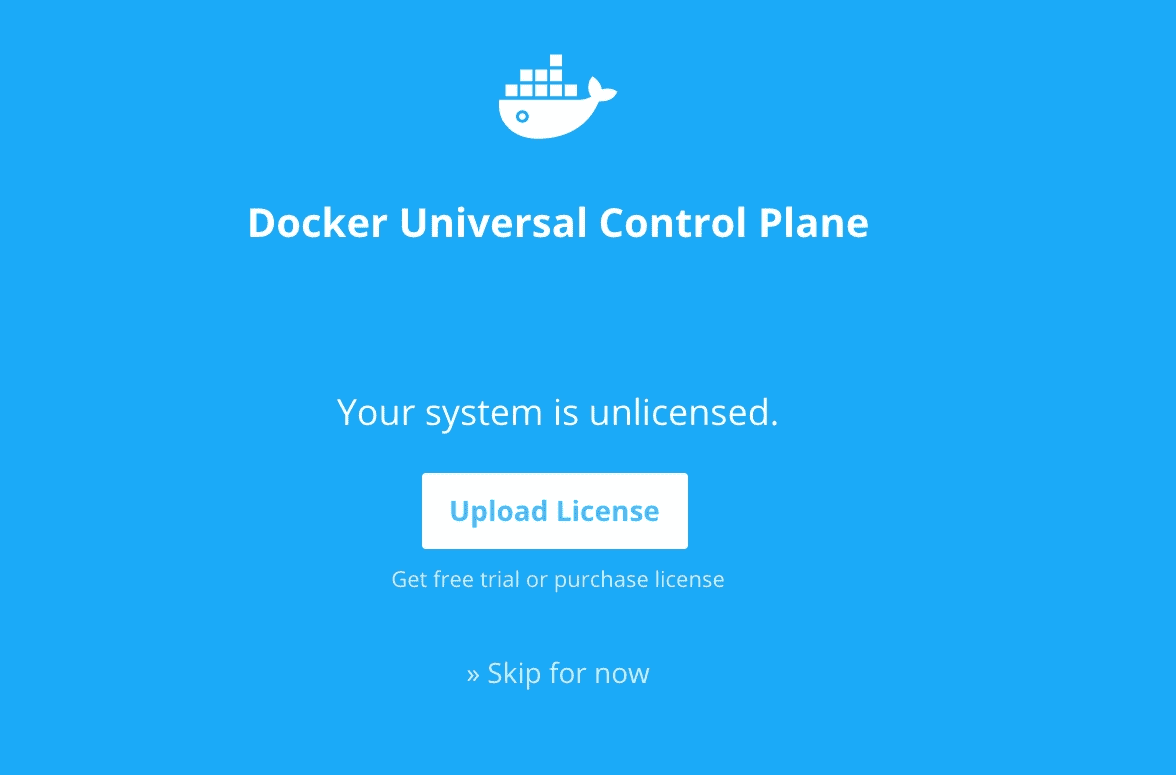 Docker Universal Control Plane
Your system is unlicensed.
Upload License
Get free trial or purchase license
» Skip for now